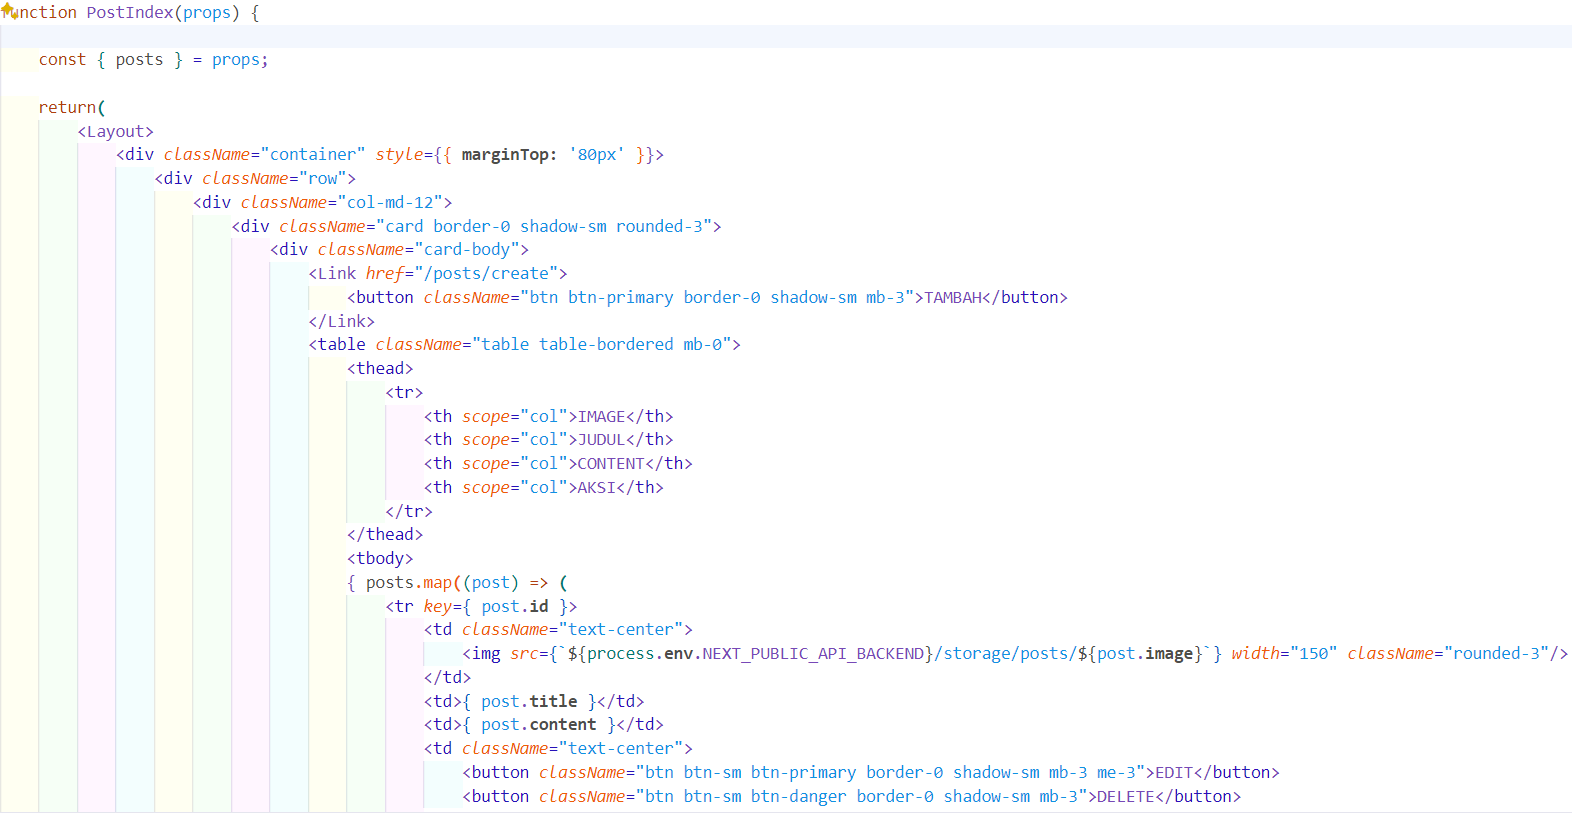 function PostIndex(props) {
const { posts } = props;
return(
<Layout>
<div className="container" style={{ marginTop: '80px' }}>
<div className="row">
<div className="col-md-12">
<div className="card border-0 shadow-sm rounded-3">
<div className="card-body">
<Link href="/posts/create">
<button className="btn btn-primary border-0 shadow-sm mb-3">TAMBAH</button>
</Link>
<table className="table table-bordered mb-0">
<thead>
<tr>
<th scope="col">IMAGE</th>
<th scope="col">JUDUL</th>
<th scope="col">CONTENT</th>
<th scope="col">AKSI</th>
</tr>
</thead>
<tbody>
{ posts.map((post) => (
<tr key={ post.id }>
<td className="text-center">
<img src={`${process.env.NEXT_PUBLIC_API_BACKEND}/storage/posts/${post.image}`} width="150" className="rounded-3"/>
</td>
<td>{ post.title }</td>
<td>{ post.content }</td>
<td className="text-center">
<button className="btn btn-sm btn-primary border-0 shadow-sm mb-3 me-3">EDIT</button>
<button className="btn btn-sm btn-danger border-0 shadow-sm mb-3">DELETE</button>